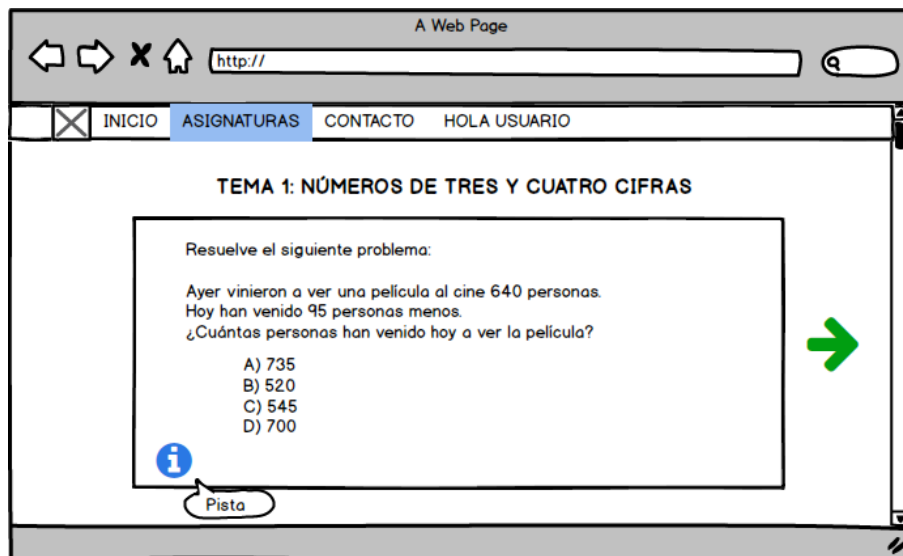 A Web Page
http://
INICIO ASIGNATURAS CONTACTO HOLA USUARIO
TEMA 1: NÚMEROS DE TRES Y CUATRO CIFRAS
Resuelve el siguiente problema:
Ayer vinieron a ver una película al cine 640 personas.
Hoy han venido 95 personas menos.
¿Cuántas personas han venido hoy a ver la película?
A) 735
B) 520
C) 545
D) 700
i
Pista